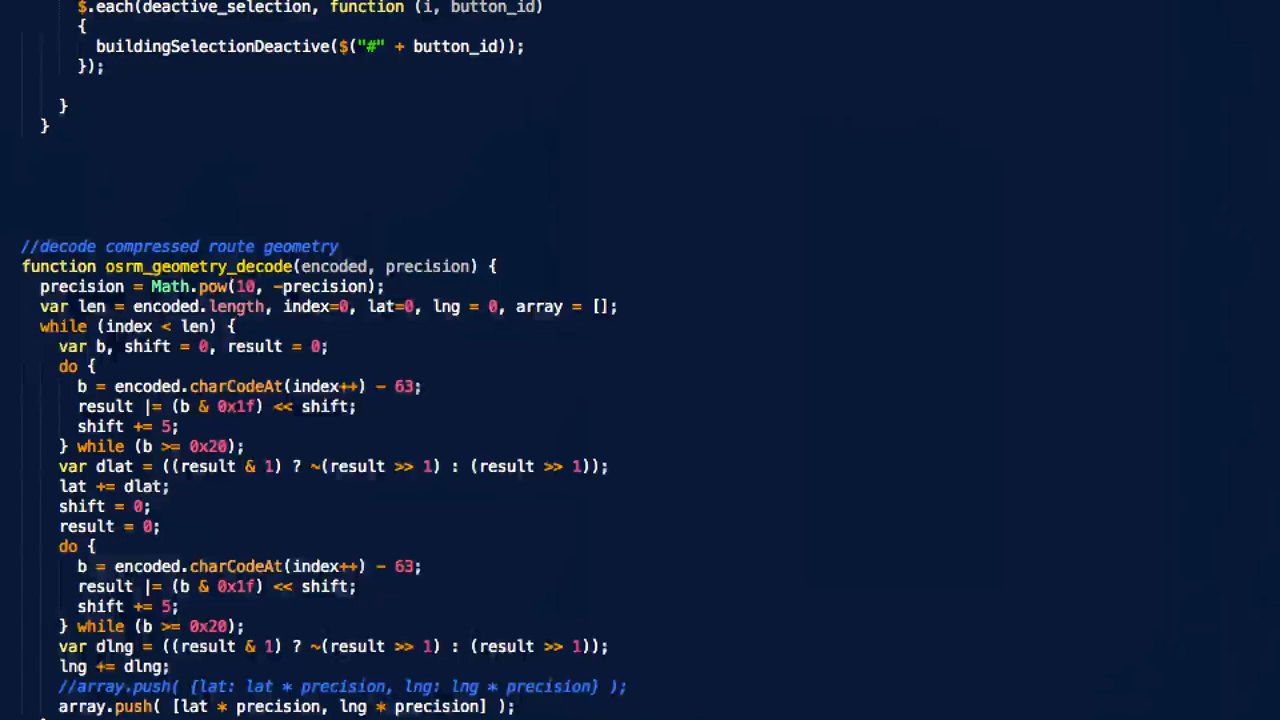 $.each(deactive_selection, function (i, button_id)
{
buildingSelectionDeactive($("#" + button_id));
});
}
}
//decode compressed route geometry
function osrm_geometry_decode(encoded, precision) {
precision = Math.pow(10, -precision);
var len = encoded.length, index=0, lat=0, lng = 0, array = [];
while (index < len) {
var b, shift = 0, result = 0;
do {
b = encoded.charCodeAt(index++) - 63;
result |= (b & 0x1f) << shift;
shift += 5;
} while (b >= 0x20);
var dlat = ((result & 1) ? ~(result >> 1) : (result >> 1));
lat += dlat;
shift = 0;
result = 0;
do {
b = encoded.charCodeAt(index++) - 63;
result |= (b & 0x1f) << shift;
shift += 5;
} while (b >= 0x20);
var dlng = ((result & 1) ? ~(result >> 1) : (result >> 1));
lng += dlng;
//array.push( {lat: lat * precision, lng: lng * precision} );
array.push( [lat * precision, lng * precision] );